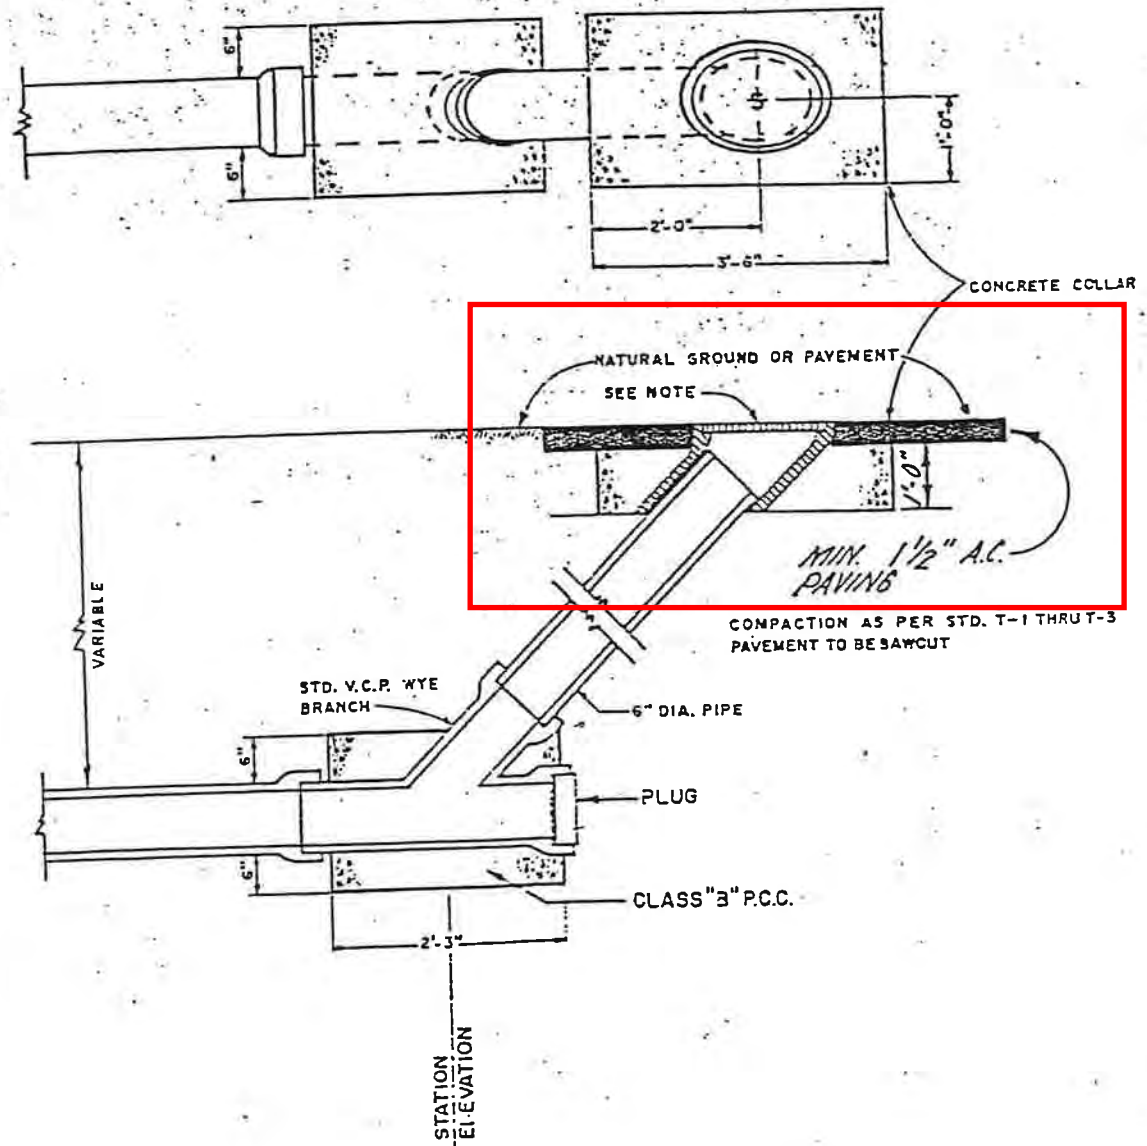 6"
6"
1'-0"
2'-0"
3'-6"
CONCRETE COLLAR
NATURAL GROUND OR PAVEMENT
SEE NOTE
1'-0"
MIN. 1 1/2" A.C.
PAVING
COMPACTION AS PER STD. T-1 THRU T-3
PAVEMENT TO BE SAWCUT
VARIABLE
STD. V.C.P. WYE
BRANCH
6" DIA. PIPE
6"
PLUG
6"
CLASS "B" P.C.C.
2'-3"
STATION
ELEVATION